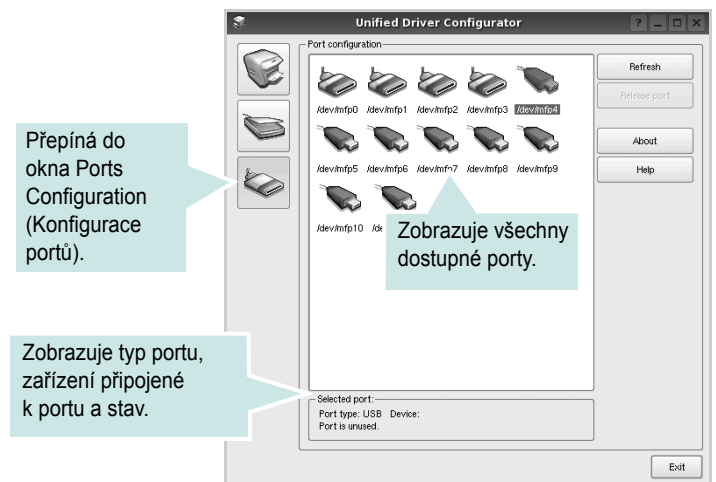 Unified Driver Configurator
Port configuration
/dev/mfp0 /dev/mfp1 /dev/mfp2 /dev/mfp3 /dev/mfp4
/dev/mfp5 /dev/mfp6 /dev/mfp7 /dev/mfp8 /dev/mfp9
/dev/mfp10
Refresh
Release port
About
Help
Přepíná do
okna Ports
Configuration
(Konfigurace
portů).
Zobrazuje všechny
dostupné porty.
Zobrazuje typ portu,
zařízení připojené
k portu a stav.
Selected port:
Port type: USB Device:
Port is unused.
Exit